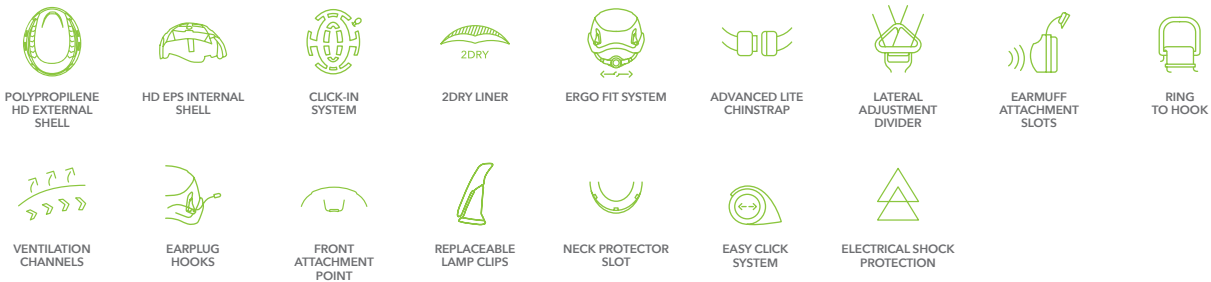 2DRY
POLYPROPILENE
HD EXTERNAL
SHELL
HD EPS INTERNAL
SHELL
CLICK-IN
SYSTEM
2DRY LINER
ERGO FIT SYSTEM
ADVANCED LITE
CHINSTRAP
LATERAL
ADJUSTMENT
DIVIDER
EARMUFF
ATTACHMENT
SLOTS
RING
TO HOOK
VENTILATION
CHANNELS
EARPLUG
HOOKS
FRONT
ATTACHMENT
POINT
REPLACEABLE
LAMP CLIPS
NECK PROTECTOR
SLOT
EASY CLICK
SYSTEM
ELECTRICAL SHOCK
PROTECTION